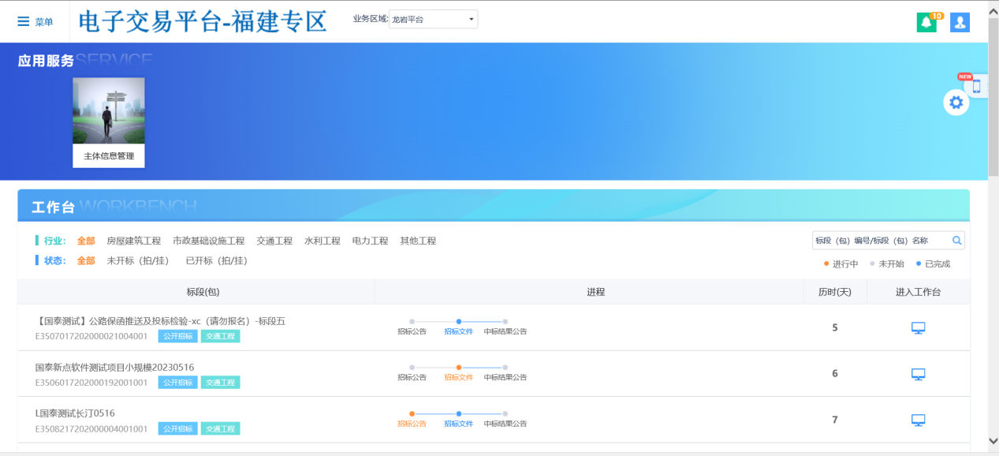 菜单
电子交易平台-福建专区
业务区域:
龙岩平台
10
应用服务SERVICE
NEW
主体信息管理
工作台 WORKBENCH
行业： 全部 房屋建筑工程 市政基础设施工程 交通工程 水利工程 电力工程 其他工程
标段（包）编号/标段（包）名称
状态： 全部 未开标（拍/挂） 已开标（拍/挂）
进行中 未开始 已完成
标段(包) 进程 历时(天) 进入工作台
【国泰测试】公路保函推送及投标检验-xc（请勿报名）-标段五
E3507017202000021004001 公开招标 交通工程
招标公告 招标文件 中标结果公告
5
国泰新点软件测试项目小规模20230516
E3506017202000192001001 公开招标 交通工程
招标公告 招标文件 中标结果公告
6
L国泰测试长汀0516
E3508217202000004001001 公开招标 交通工程
招标公告 招标文件 中标结果公告
7